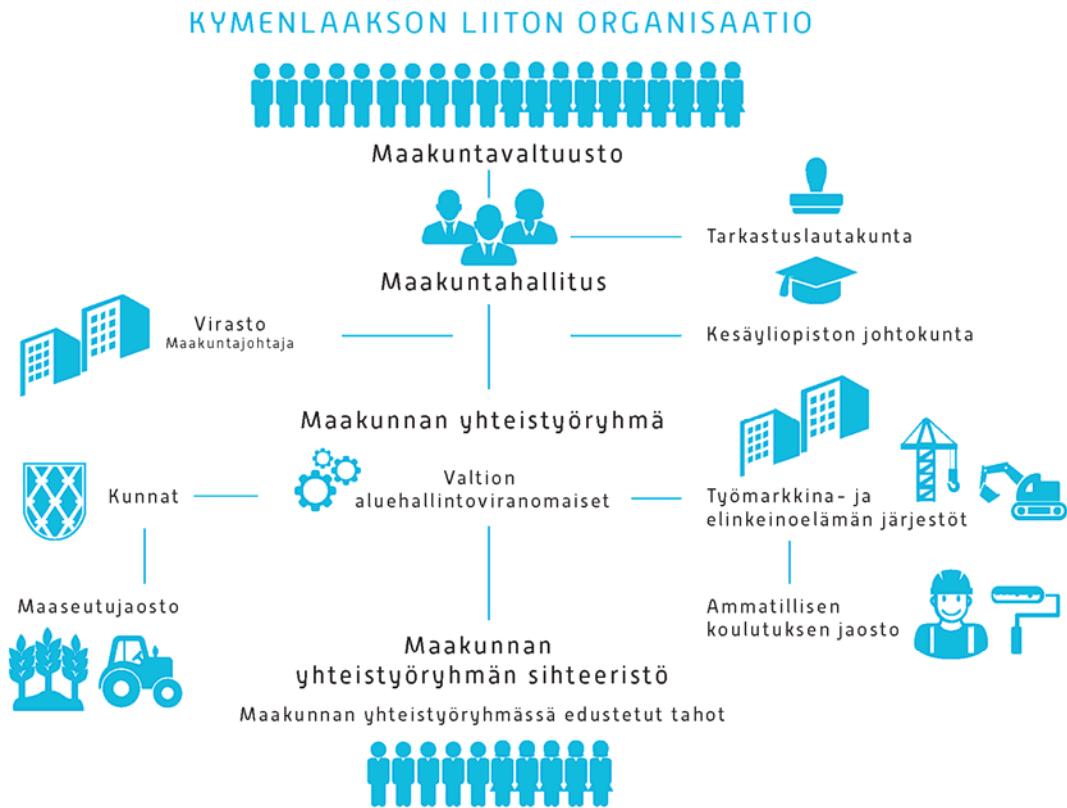 KYMENLAAKSON LIITON ORGANISAATIO
Maakuntavaltuusto
Tarkastuslautakunta
Maakuntahallitus
Virasto
Maakuntajohtaja
Kesäyliopiston johtokunta
Maakunnan yhteistyöryhmä
Kunnat
Valtion
aluehallintoviranomaiset
Työmarkkina- ja
elinkeinoelämän järjestöt
Maaseutujaosto
Ammatillisen
koulutuksen jaosto
Maakunnan
yhteistyöryhmän sihteeristö
Maakunnan yhteistyöryhmässä edustetut tahot